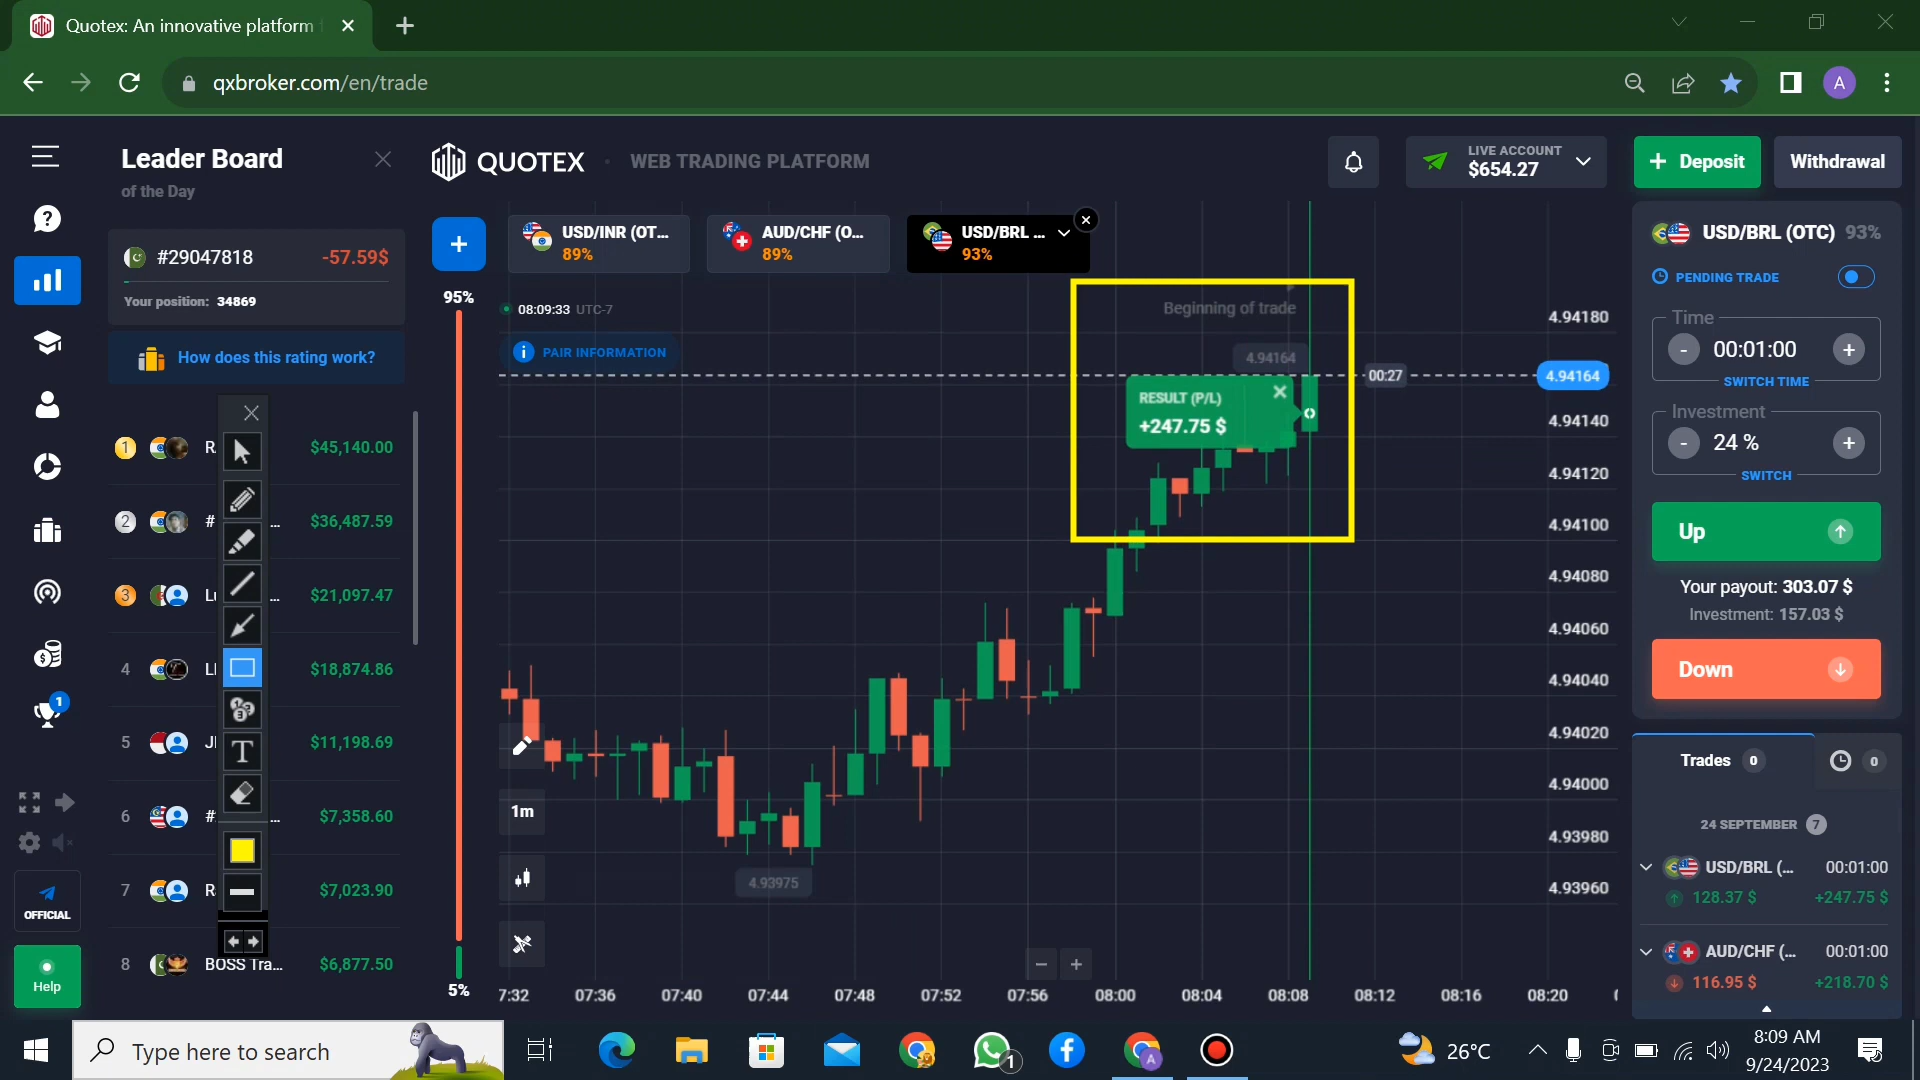 Quotex: An innovative platform
qxbroker.com/en/trade
A
Leader Board
of the Day
#29047818 -57.59$
Your position: 34869
How does this rating work?
1 $45,140.00
2 # ... $36,487.59
3 ... $21,097.47
4 $18,874.86
5 $11,198.69
6 ... $7,358.60
7 $7,023.90
8 BOSS Tra... $6,877.50
T
1
OFFICIAL
Help
QUOTEX
WEB TRADING PLATFORM
LIVE ACCOUNT
$654.27
+ Deposit
Withdrawal
+
USD/INR (OT...
89%
AUD/CHF (O...
89%
USD/BRL ...
93%
95%
5%
08:09:33 UTC-7
PAIR INFORMATION
Beginning of trade
4.94164
00:27
RESULT (P/L)
+247.75 $
4.93975
1m
4.94180
4.94164
4.94140
4.94120
4.94100
4.94080
4.94060
4.94040
4.94020
4.94000
4.93980
4.93960
7:32 07:36 07:40 07:44 07:48 07:52 07:56 08:00 08:04 08:08 08:12 08:16 08:20
USD/BRL (OTC) 93%
PENDING TRADE
Time
- 00:01:00 +
SWITCH TIME
Investment
- 24 % +
SWITCH
Up
Your payout: 303.07 $
Investment: 157.03 $
Down
Trades 0
0
24 SEPTEMBER 7
USD/BRL (... 00:01:00
128.37 $ +247.75 $
AUD/CHF (... 00:01:00
116.95 $ +218.70 $
Type here to search
1
A
26°C
8:09 AM
9/24/2023